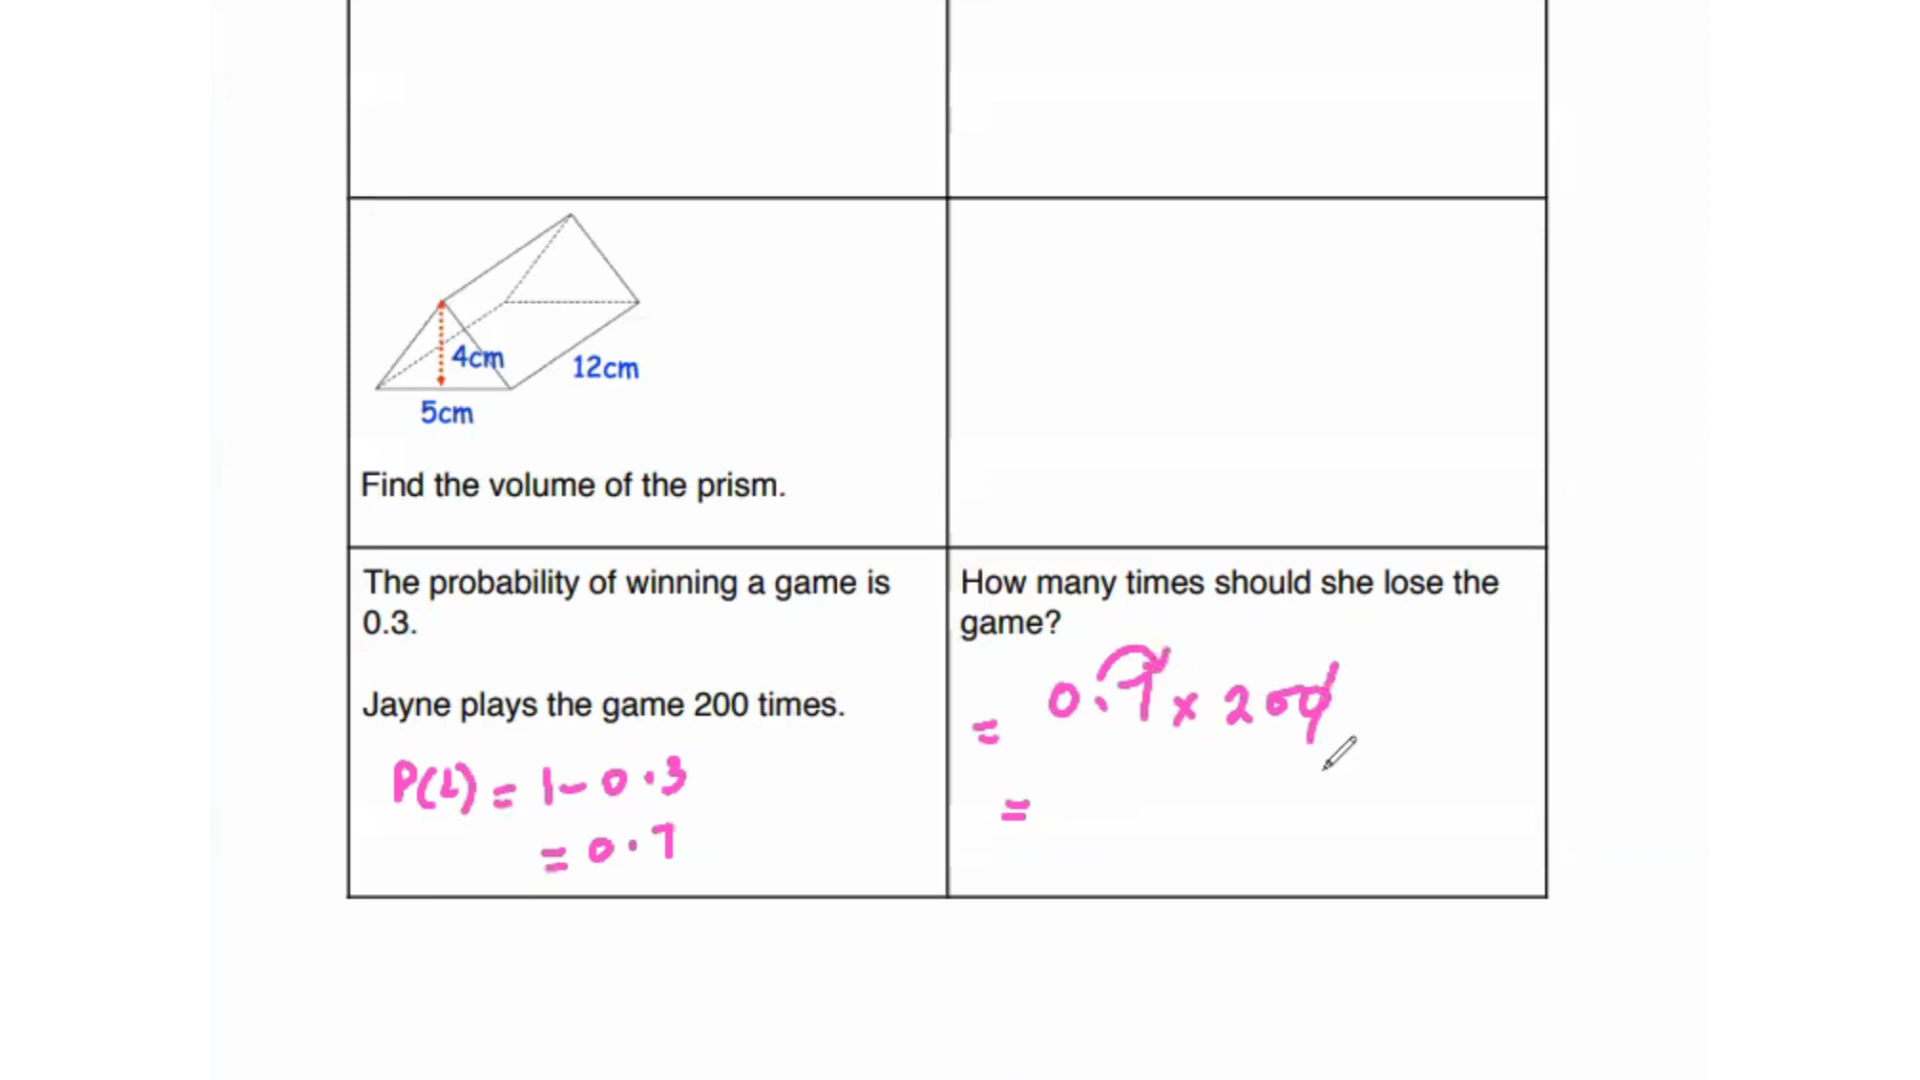 4cm
12cm
5cm
Find the volume of the prism.
The probability of winning a game is
0.3.
Jayne plays the game 200 times.
P(L) = 1 - 0.3
= 0.7
How many times should she lose the
game?
= 0.7 x 200
=